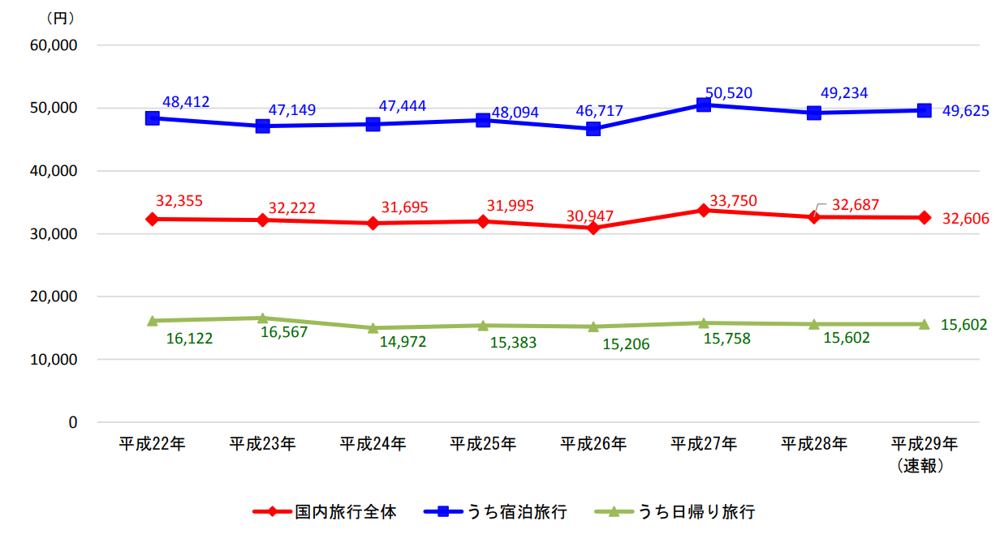 （円）
60,000
50,000
40,000
30,000
20,000
10,000
0
48,412 47,149 47,444 48,094 46,717 50,520 49,234 49,625
32,355 32,222 31,695 31,995 30,947 33,750 32,687 32,606
16,122 16,567 14,972 15,383 15,206 15,758 15,602 15,602
平成22年 平成23年 平成24年 平成25年 平成26年 平成27年 平成28年 平成29年
（速報）
国内旅行全体 うち宿泊旅行 うち日帰り旅行